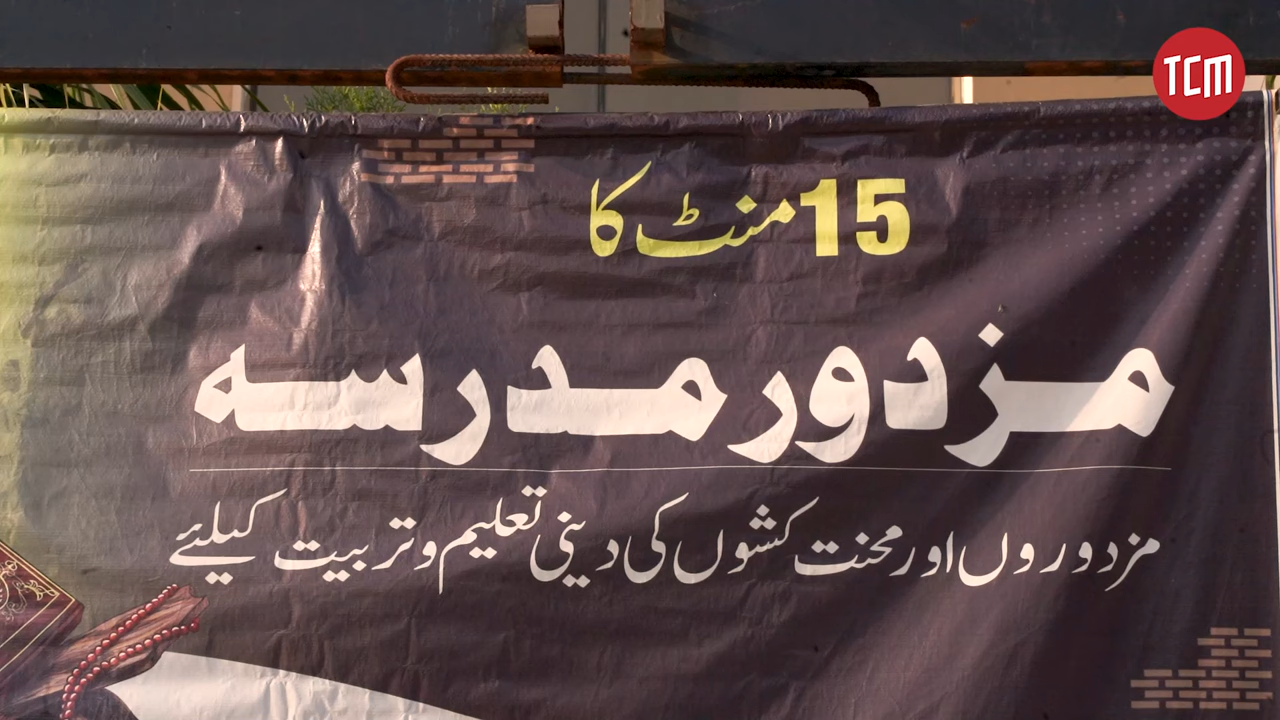 TCM
15 منٹ کا
مزدور مدرسہ
مزدوروں اور محنت کشوں کی دینی تعلیم و تربیت کیلئے